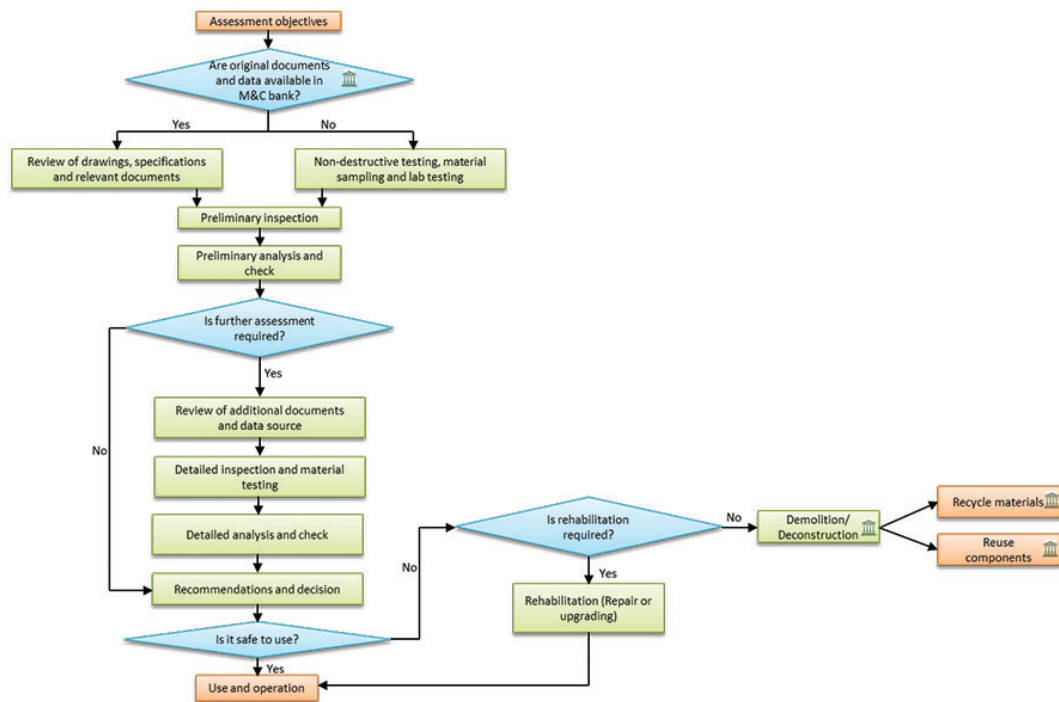 Assessment objectives
Are original documents
and data available in
M&C bank?
Yes
No
Review of drawings, specifications
and relevant documents
Non-destructive testing, material
sampling and lab testing
Preliminary inspection
Preliminary analysis and
check
Is further assessment
required?
Yes
No
Review of additional documents
and data source
Detailed inspection and material
testing
Detailed analysis and check
Recommendations and decision
Is it safe to use?
No
Yes
Use and operation
Is rehabilitation
required?
No
Yes
Rehabilitation (Repair or
upgrading)
Demolition/
Deconstruction
Recycle materials
Reuse
components